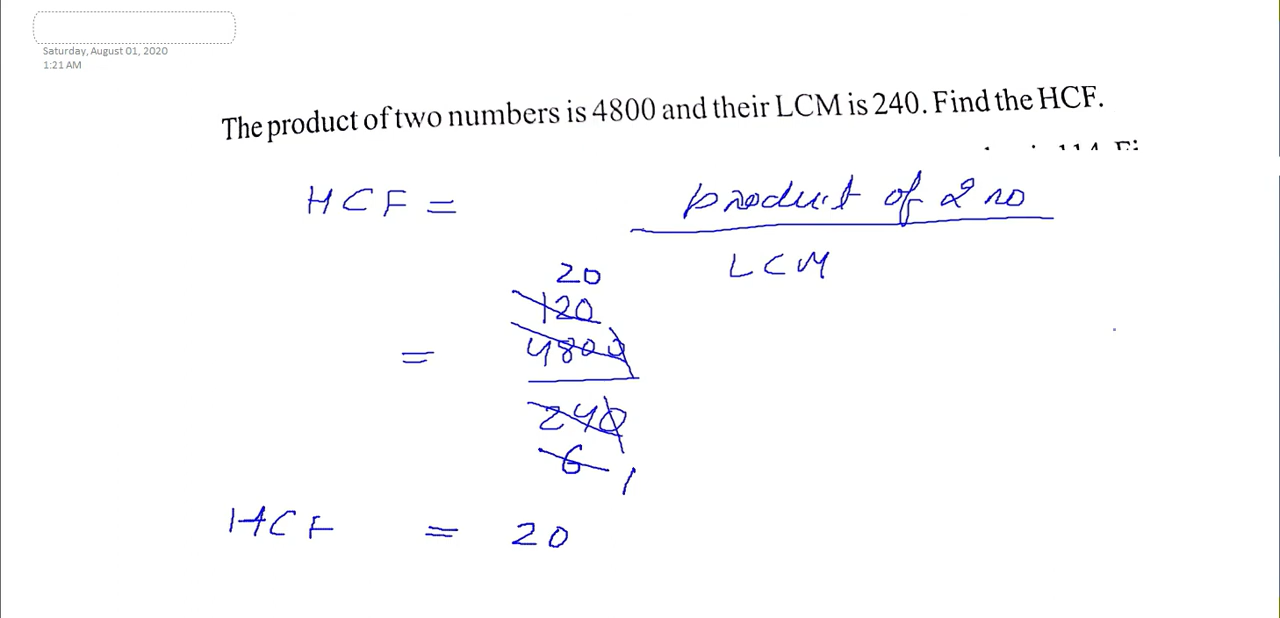 Saturday, August 01, 2020
1:21 AM
The product of two numbers is 4800 and their LCM is 240. Find the HCF.
HCF = product of 2 no
LCM
20
120
= 4800
240
6 1
HCF = 20